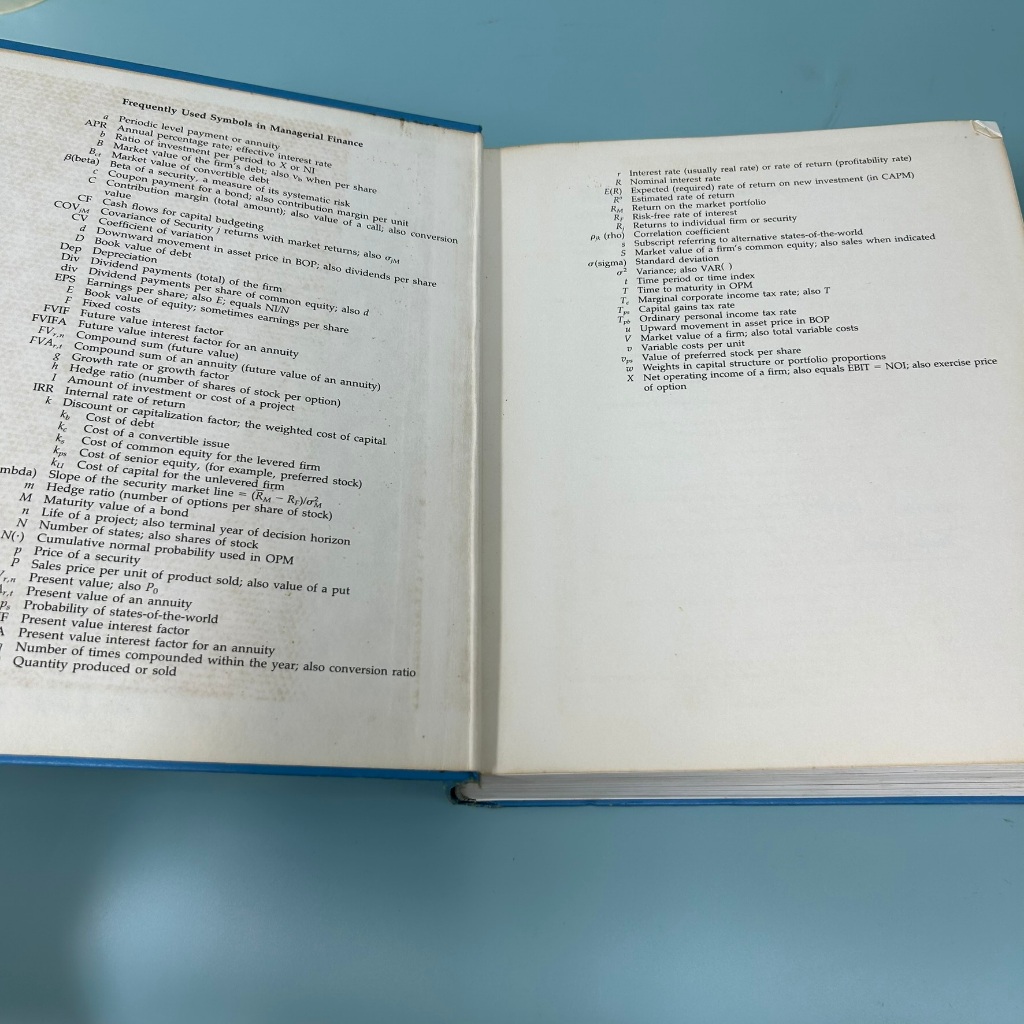 Frequently Used Symbols in Managerial Finance
a Periodic level payment or annuity
APR Annual percentage rate; effective interest rate
b Ratio of investment per period to X or NI
B Market value of the firm's debt; also v_b when per share
B_ct Market value of convertible debt
β(beta) Beta of a security, a measure of its systematic risk
c Coupon payment for a bond; also contribution margin per unit
C Contribution margin (total amount); also value of a call; also conversion
value
CF Cash flows for capital budgeting
COV_jM Covariance of Security j returns with market returns; also σ_jM
CV Coefficient of variation
d Downward movement in asset price in BOP; also dividends per share
D Book value of debt
Dep Depreciation
Div Dividend payments (total) of the firm
div Dividend payments per share of common equity; also d
EPS Earnings per share; also E; equals NI/N
E Book value of equity; sometimes earnings per share
F Fixed costs
FVIF Future value interest factor
FVIFA Future value interest factor for an annuity
FV_r,n Compound sum (future value)
FVA_r,t Compound sum of an annuity (future value of an annuity)
g Growth rate or growth factor
h Hedge ratio (number of shares of stock per option)
I Amount of investment or cost of a project
IRR Internal rate of return
k Discount or capitalization factor; the weighted cost of capital
k_b Cost of debt
k_c Cost of a convertible issue
k_s Cost of common equity for the levered firm
k_ps Cost of senior equity, (for example, preferred stock)
k_U Cost of capital for the unlevered firm
mbda) Slope of the security market line = (R̄_M − R_F)/σ²_M
m Hedge ratio (number of options per share of stock)
M Maturity value of a bond
n Life of a project; also terminal year of decision horizon
N Number of states; also shares of stock
N(·) Cumulative normal probability used in OPM
p Price of a security
P Sales price per unit of product sold; also value of a put
r,n Present value; also P_0
r,t Present value of an annuity
p_s Probability of states-of-the-world
F Present value interest factor
A Present value interest factor for an annuity
Number of times compounded within the year; also conversion ratio
Quantity produced or sold
r Interest rate (usually real rate) or rate of return (profitability rate)
R Nominal interest rate
E(R) Expected (required) rate of return on new investment (in CAPM)
Estimated rate of return
R_M Return on the market portfolio
R_F Risk-free rate of interest
R_j Returns to individual firm or security
(rho) Correlation coefficient
s Subscript referring to alternative states-of-the-world
S Market value of a firm's common equity; also sales when indicated
σ(sigma) Standard deviation
σ² Variance; also VAR( )
t Time period or time index
T Time to maturity in OPM
T_c Marginal corporate income tax rate; also T
Capital gains tax rate
Ordinary personal income tax rate
u Upward movement in asset price in BOP
V Market value of a firm; also total variable costs
v Variable costs per unit
v_ps Value of preferred stock per share
w Weights in capital structure or portfolio proportions
X Net operating income of a firm; also equals EBIT = NOI; also exercise price
of option